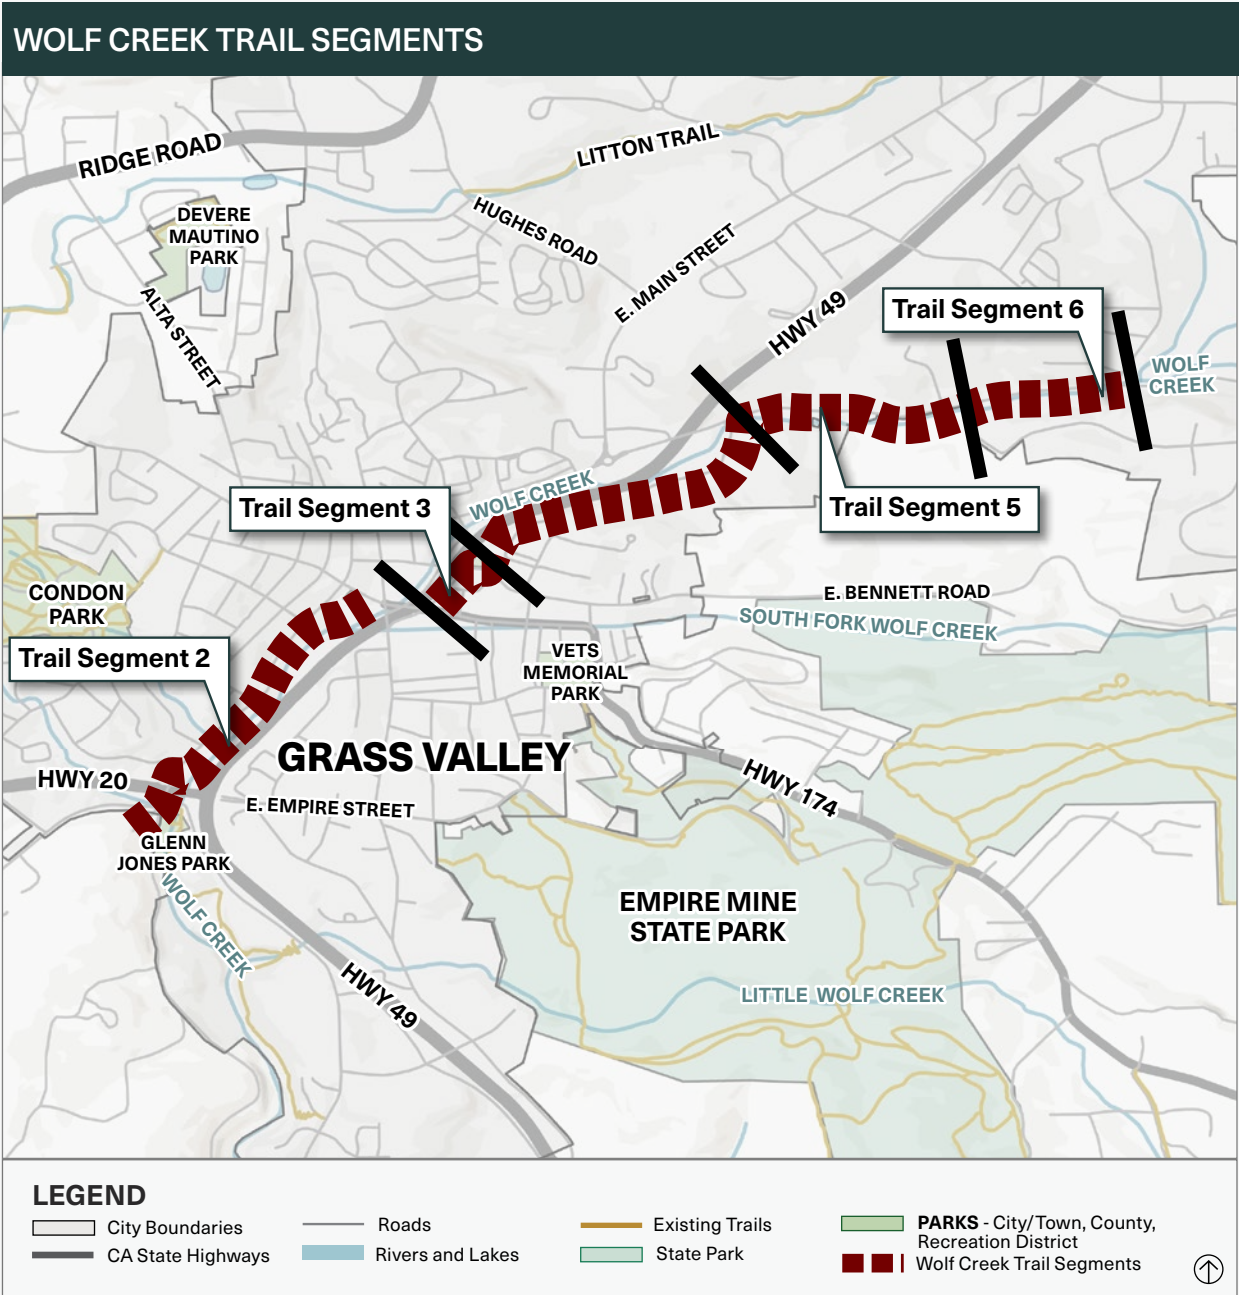 WOLF CREEK TRAIL SEGMENTS
RIDGE ROAD
LITTON TRAIL
DEVERE
MAUTINO
PARK
HUGHES ROAD
E. MAIN STREET
ALTA STREET
HWY 49
Trail Segment 6
WOLF
CREEK
WOLF CREEK
Trail Segment 3
Trail Segment 5
CONDON
PARK
E. BENNETT ROAD
SOUTH FORK WOLF CREEK
Trail Segment 2
VETS
MEMORIAL
PARK
GRASS VALLEY
HWY 20
HWY 174
E. EMPIRE STREET
GLENN
JONES PARK
WOLF CREEK
EMPIRE MINE
STATE PARK
HWY 49
LITTLE WOLF CREEK
LEGEND
City Boundaries
CA State Highways
Roads
Rivers and Lakes
Existing Trails
State Park
PARKS - City/Town, County,
Recreation District
Wolf Creek Trail Segments